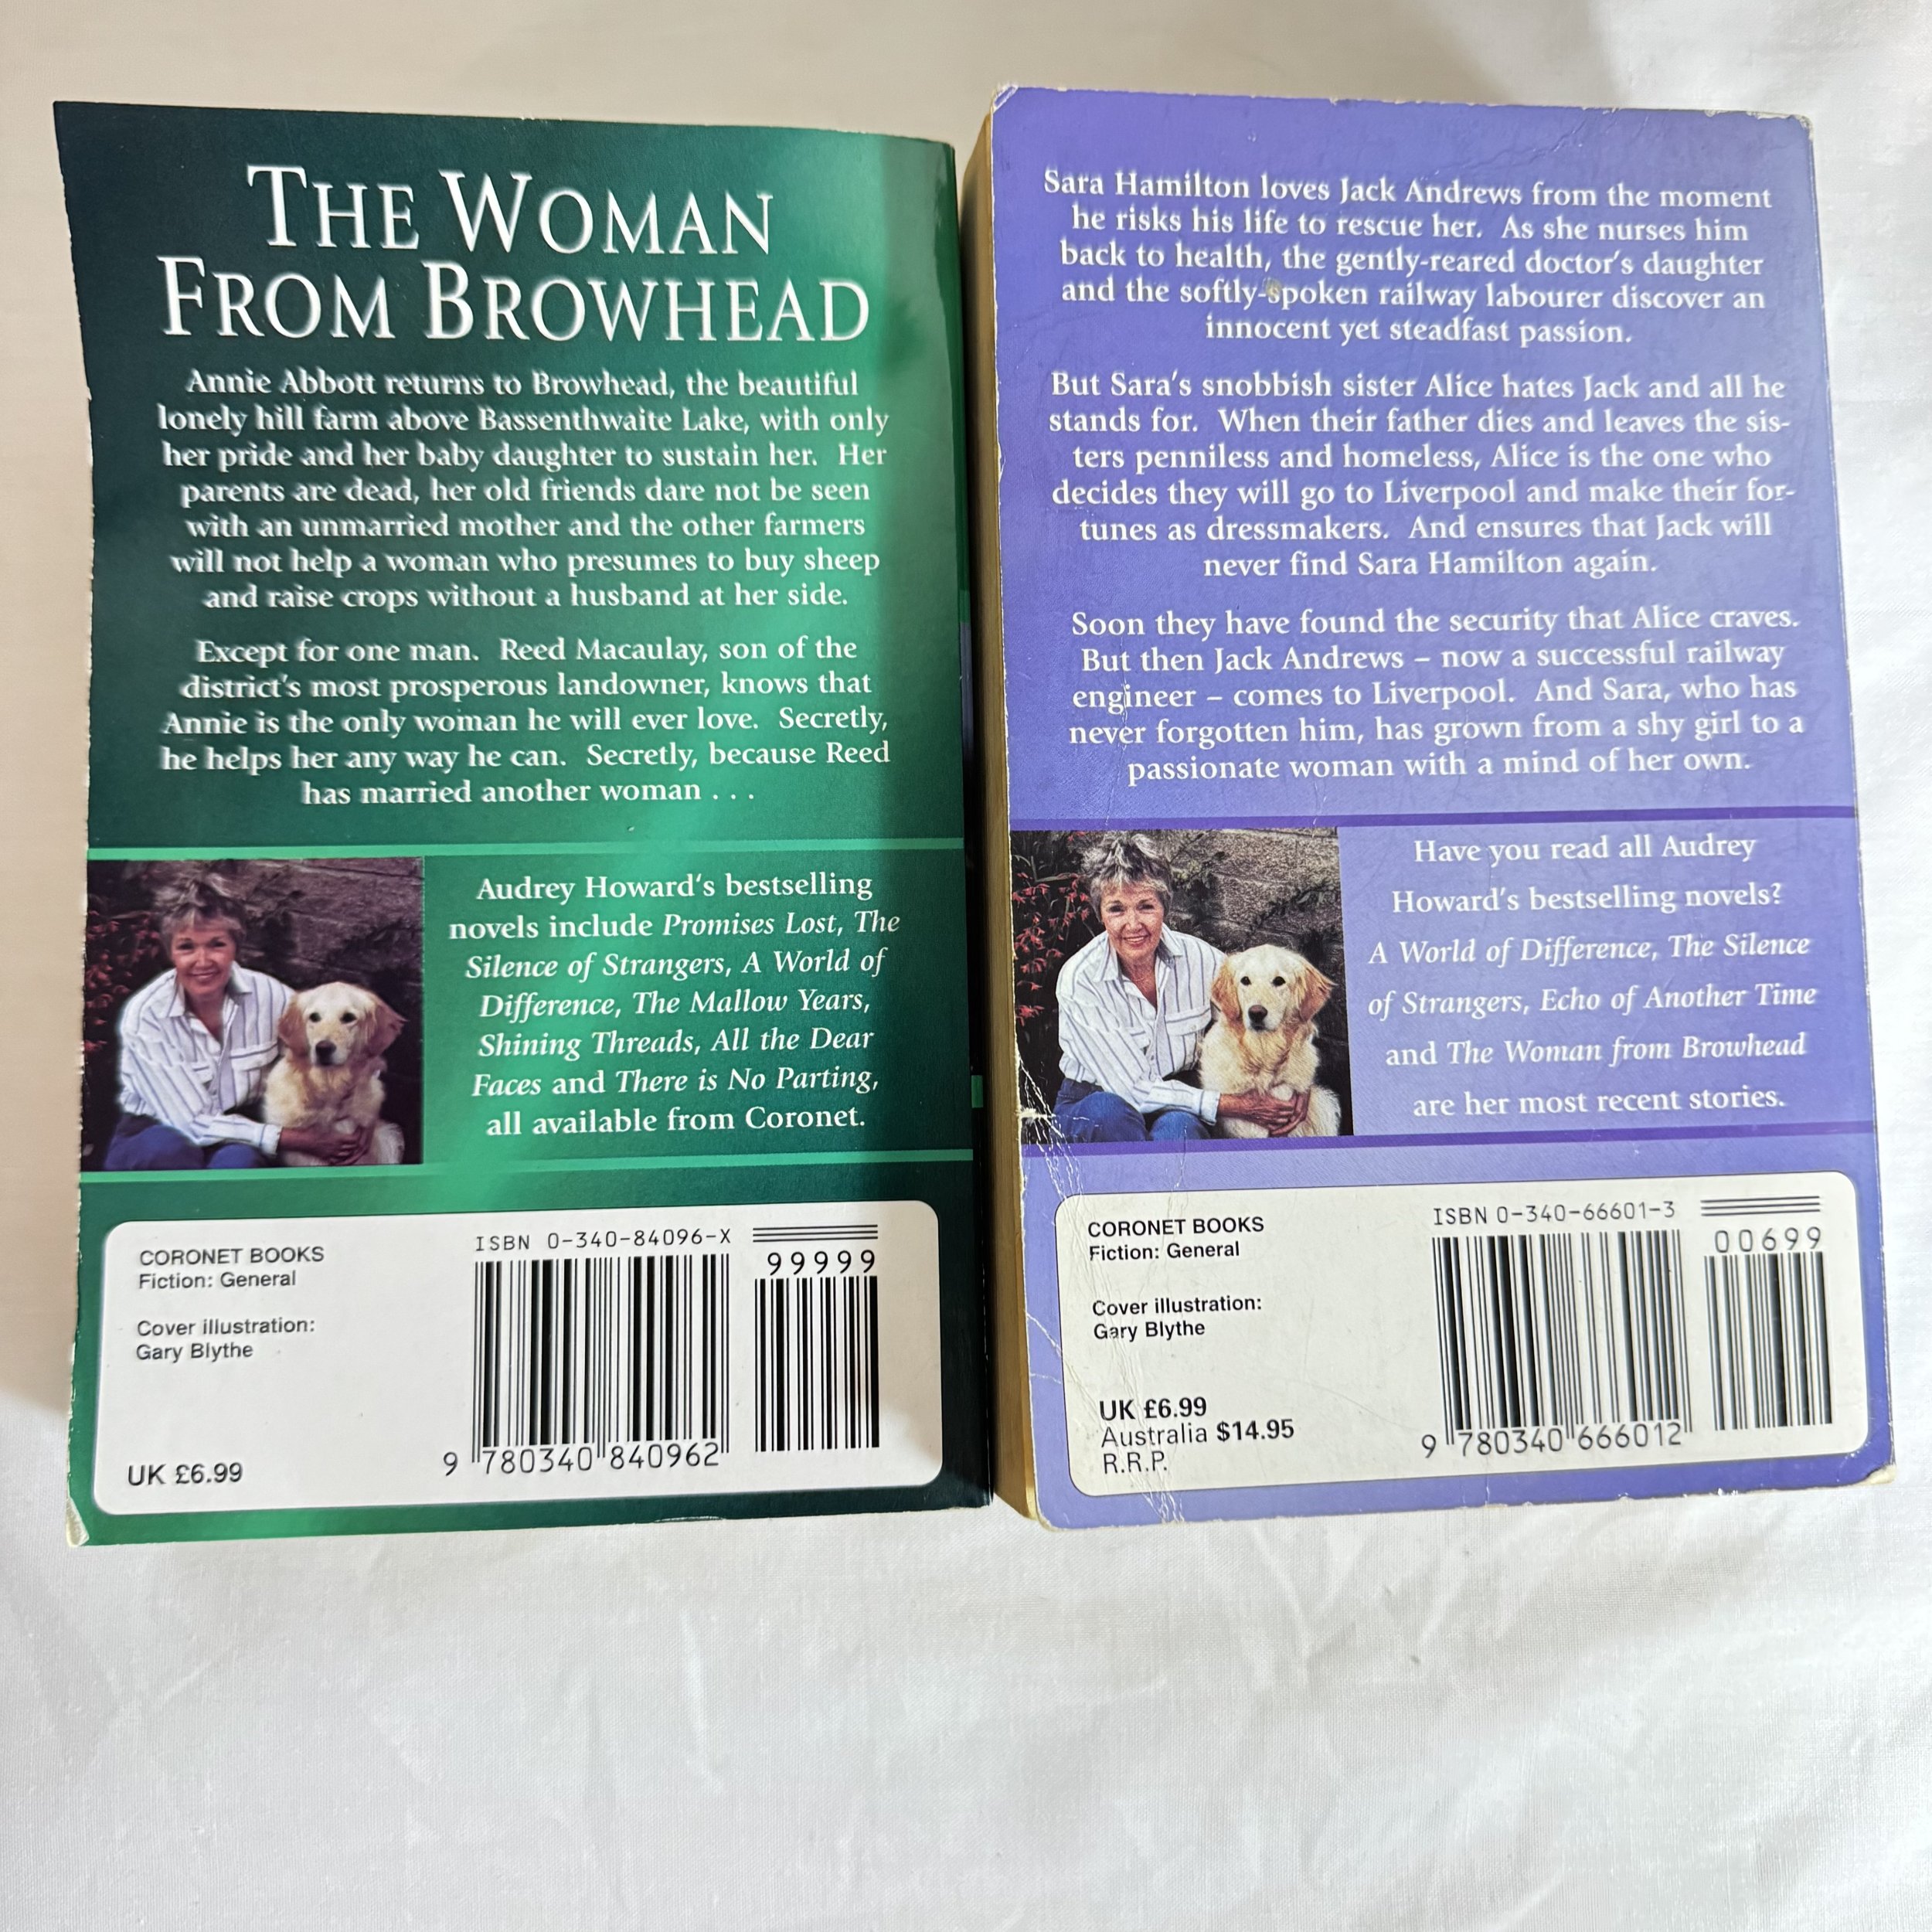 THE WOMAN
FROM BROWHEAD
Annie Abbott returns to Browhead, the beautiful
lonely hill farm above Bassenthwaite Lake, with only
her pride and her baby daughter to sustain her. Her
parents are dead, her old friends dare not be seen
with an unmarried mother and the other farmers
will not help a woman who presumes to buy sheep
and raise crops without a husband at her side.
Except for one man. Reed Macaulay, son of the
district's most prosperous landowner, knows that
Annie is the only woman he will ever love. Secretly,
he helps her any way he can. Secretly, because Reed
has married another woman . . .
Audrey Howard's bestselling
novels include Promises Lost, The
Silence of Strangers, A World of
Difference, The Mallow Years,
Shining Threads, All the Dear
Faces and There is No Parting,
all available from Coronet.
CORONET BOOKS
Fiction: General
Cover illustration:
Gary Blythe
UK £6.99
ISBN 0-340-84096-X
99999
9 780340 840962
Sara Hamilton loves Jack Andrews from the moment
he risks his life to rescue her. As she nurses him
back to health, the gently-reared doctor's daughter
and the softly-spoken railway labourer discover an
innocent yet steadfast passion.
But Sara's snobbish sister Alice hates Jack and all he
stands for. When their father dies and leaves the sis-
ters penniless and homeless, Alice is the one who
decides they will go to Liverpool and make their for-
tunes as dressmakers. And ensures that Jack will
never find Sara Hamilton again.
Soon they have found the security that Alice craves.
But then Jack Andrews – now a successful railway
engineer – comes to Liverpool. And Sara, who has
never forgotten him, has grown from a shy girl to a
passionate woman with a mind of her own.
Have you read all Audrey
Howard's bestselling novels?
A World of Difference, The Silence
of Strangers, Echo of Another Time
and The Woman from Browhead
are her most recent stories.
CORONET BOOKS
Fiction: General
Cover illustration:
Gary Blythe
UK £6.99
Australia $14.95
R.R.P.
ISBN 0-340-66601-3
00699
9 780340 666012